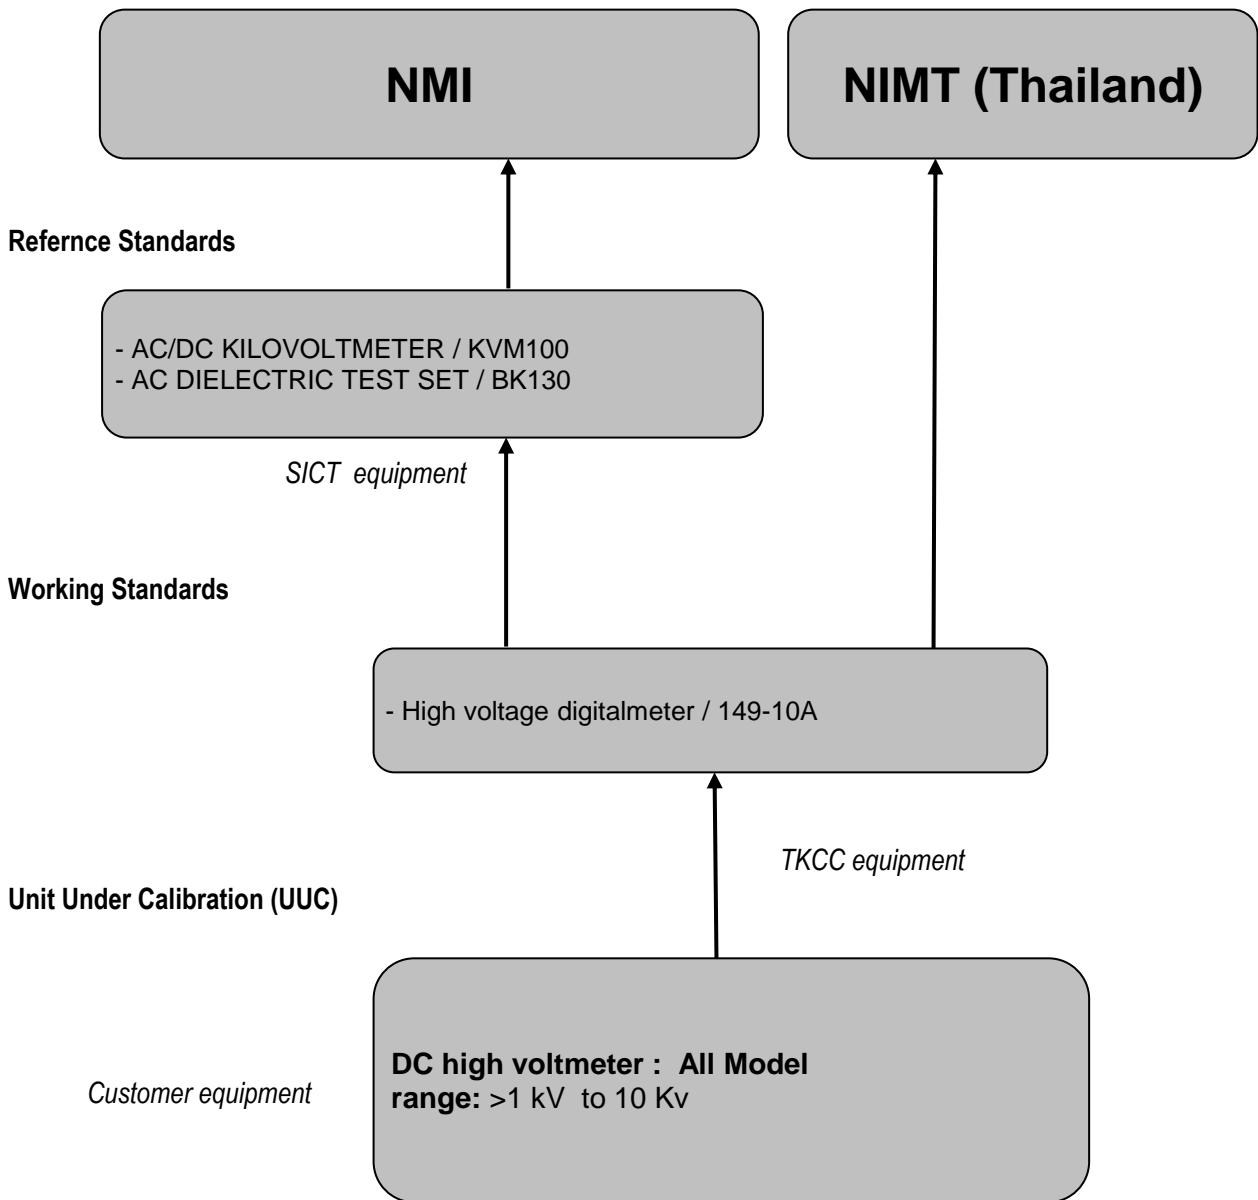 NMI
NIMT (Thailand)
Refernce Standards
- AC/DC KILOVOLTMETER / KVM100
- AC DIELECTRIC TEST SET / BK130
SICT equipment
Working Standards
- High voltage digitalmeter / 149-10A
TKCC equipment
Unit Under Calibration (UUC)
DC high voltmeter : All Model
range: >1 kV to 10 Kv
Customer equipment